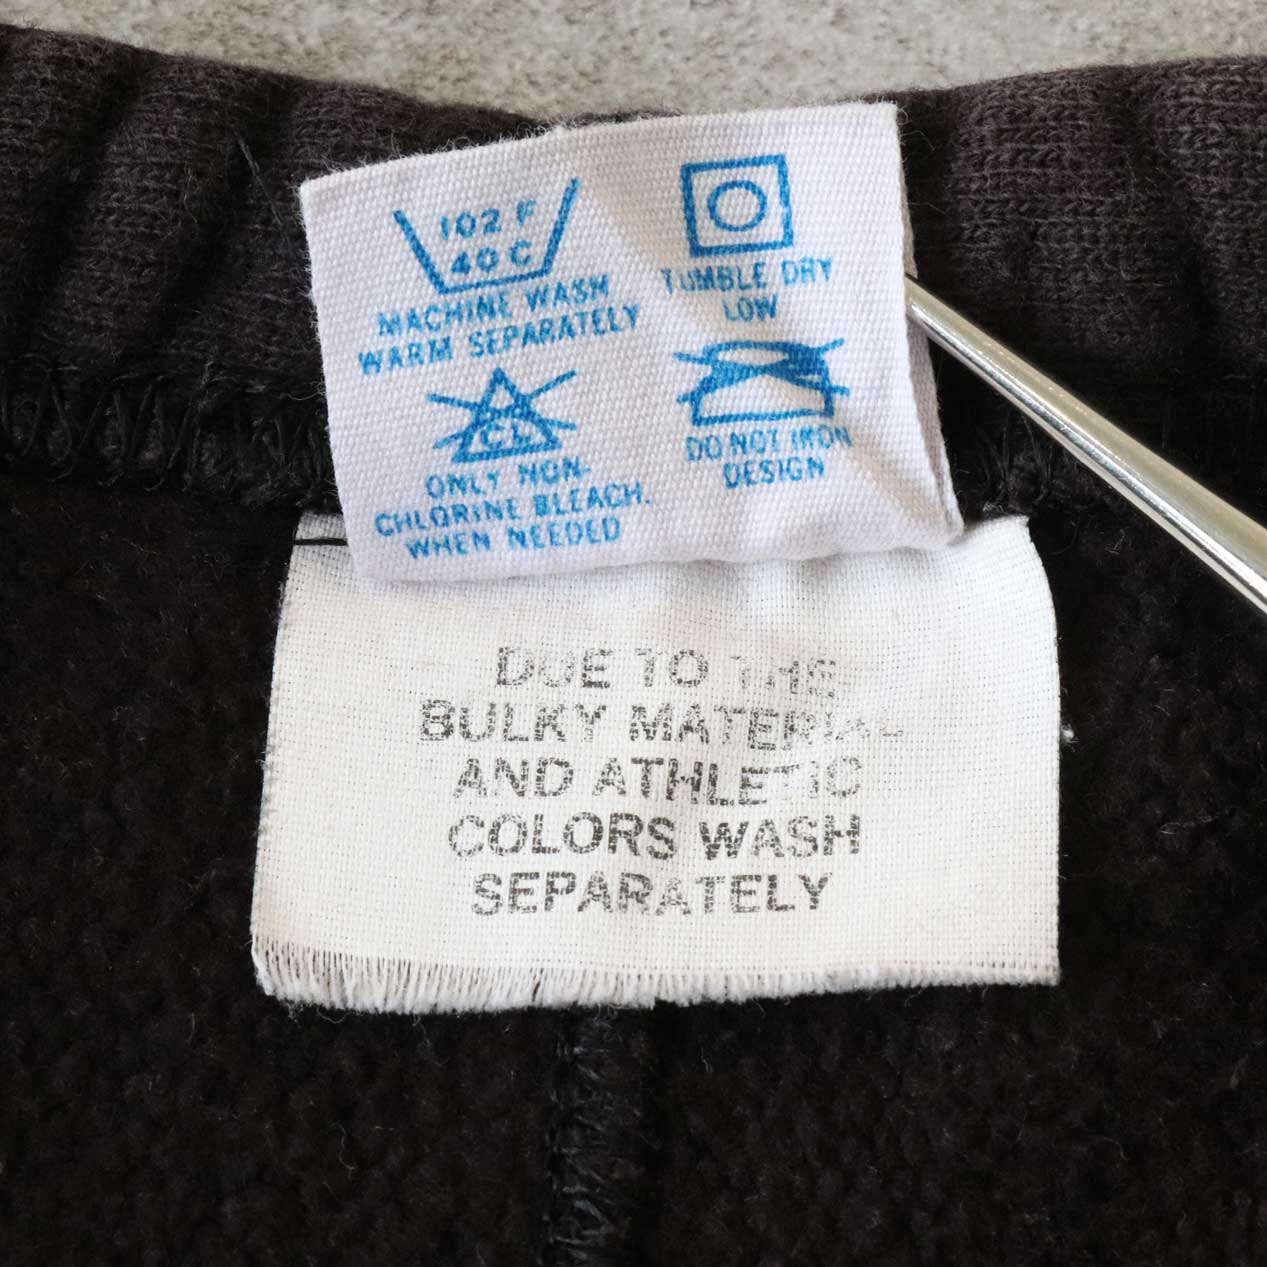 102 F
40 C
MACHINE WASH
WARM SEPARATELY
TUMBLE DRY
LOW
CL
ONLY NON-
CHLORINE BLEACH.
WHEN NEEDED
DO NOT IRON
DESIGN
DUE TO THE
BULKY MATERIAL
AND ATHLETIC
COLORS WASH
SEPARATELY